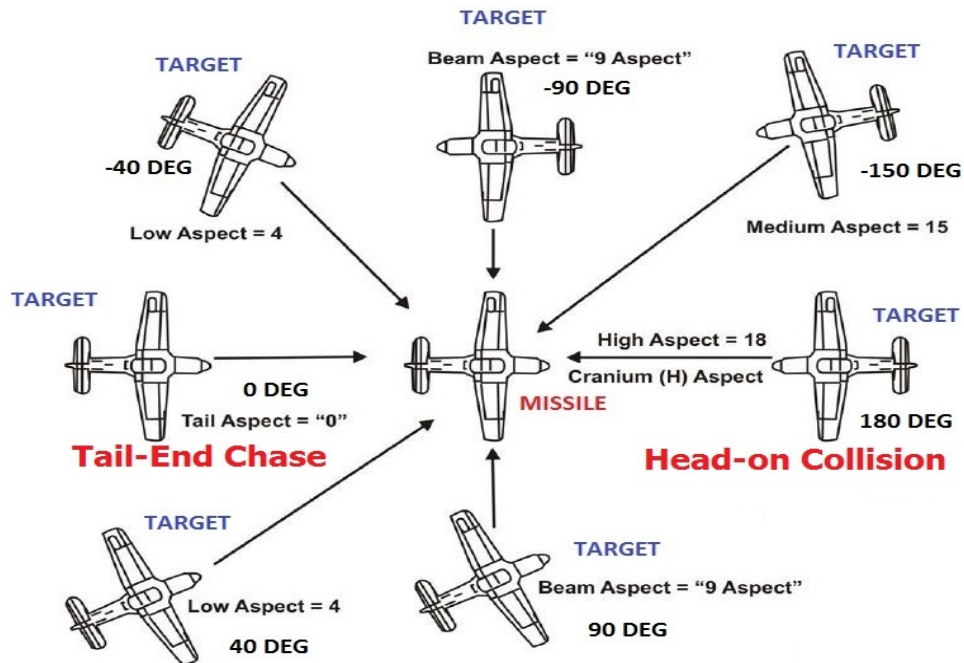 TARGET
Beam Aspect = “9 Aspect”
-90 DEG
TARGET
-40 DEG
Low Aspect = 4
TARGET
-150 DEG
Medium Aspect = 15
TARGET
0 DEG
Tail Aspect = “0”
Tail-End Chase
MISSILE
High Aspect = 18
Cranium (H) Aspect
TARGET
180 DEG
Head-on Collision
TARGET
Low Aspect = 4
40 DEG
TARGET
Beam Aspect = “9 Aspect”
90 DEG